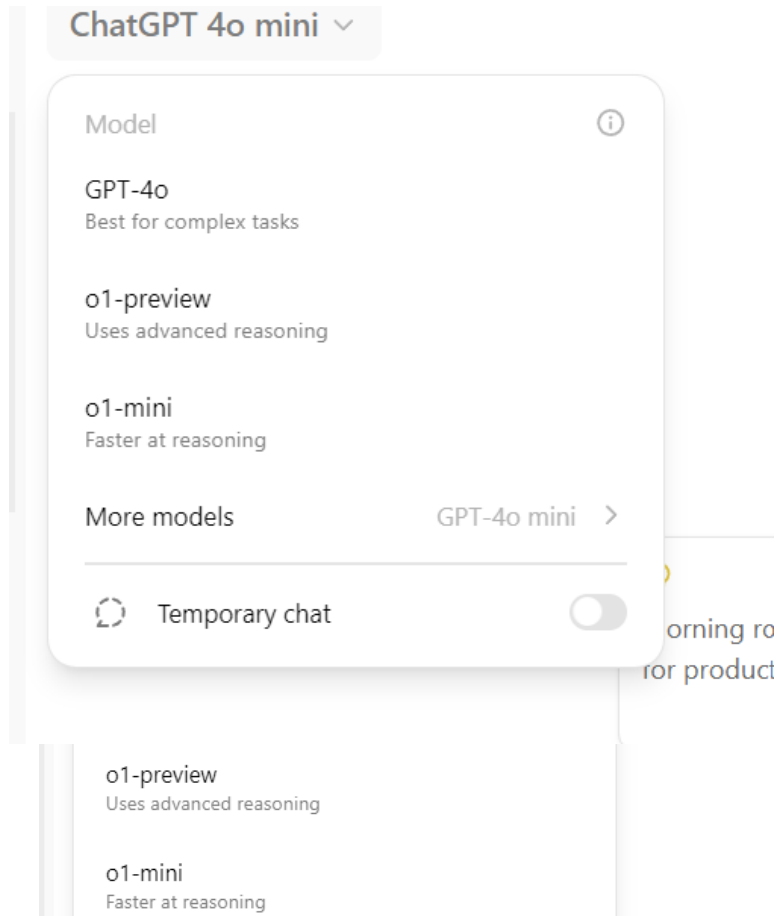 ChatGPT 4o mini
Model
GPT-4o
Best for complex tasks
o1-preview
Uses advanced reasoning
o1-mini
Faster at reasoning
More models GPT-4o mini
Temporary chat
orning ro
for product
o1-preview
Uses advanced reasoning
o1-mini
Faster at reasoning